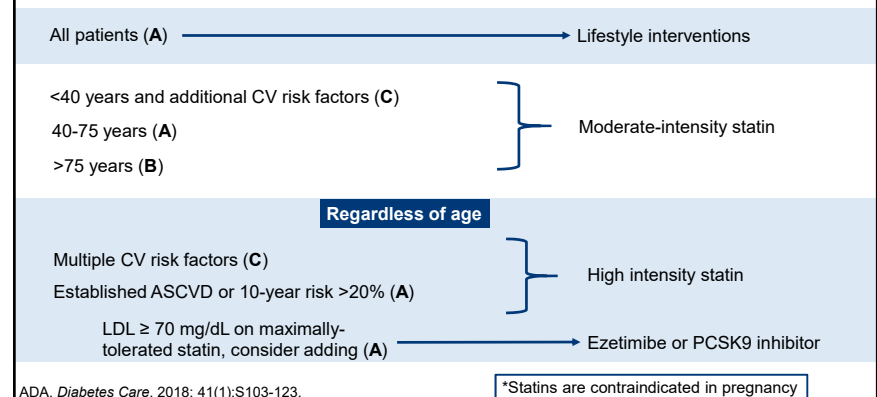 All patients (A)
Lifestyle interventions
<40 years and additional CV risk factors (C)
40-75 years (A)
>75 years (B)
Moderate-intensity statin
Regardless of age
Multiple CV risk factors (C)
Established ASCVD or 10-year risk >20% (A)
High intensity statin
LDL ≥ 70 mg/dL on maximally-
tolerated statin, consider adding (A)
Ezetimibe or PCSK9 inhibitor
ADA. Diabetes Care. 2018; 41(1):S103-123.
*Statins are contraindicated in pregnancy